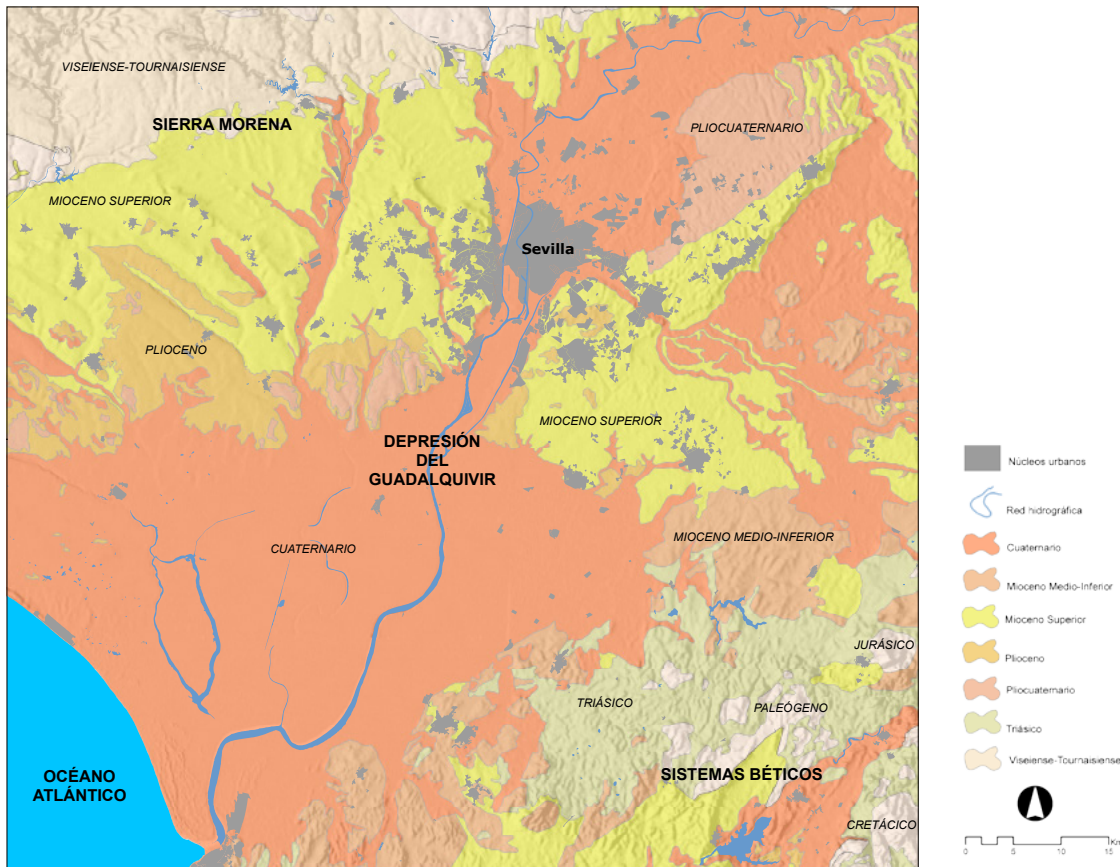 VISEIENSE-TOURNAISIENSE
SIERRA MORENA
PLIOCUATERNARIO
MIOCENO SUPERIOR
Sevilla
PLIOCENO
MIOCENO SUPERIOR
DEPRESIÓN
DEL
GUADALQUIVIR
MIOCENO MEDIO-INFERIOR
CUATERNARIO
JURÁSICO
TRIÁSICO
PALEÓGENO
SISTEMAS BÉTICOS
OCÉANO
ATLÁNTICO
CRETÁCICO
Núcleos urbanos
Red hidrográfica
Cuaternario
Mioceno Medio-Inferior
Mioceno Superior
Plioceno
Pliocuaternario
Triásico
Viseiense-Tournaisiense
0 5 10 15